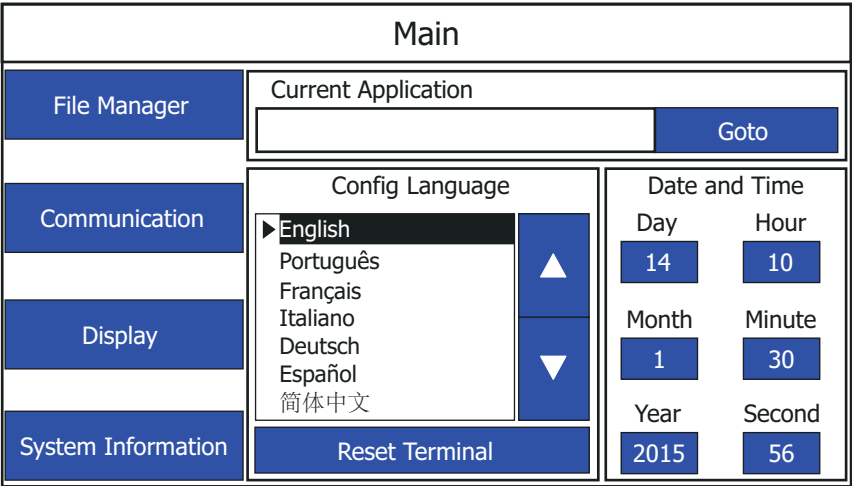 Main
File Manager
Communication
Display
System Information
Current Application
Goto
Config Language
English
Português
Français
Italiano
Deutsch
Español
简体中文
Reset Terminal
Date and Time
Day Hour
14 10
Month Minute
1 30
Year Second
2015 56